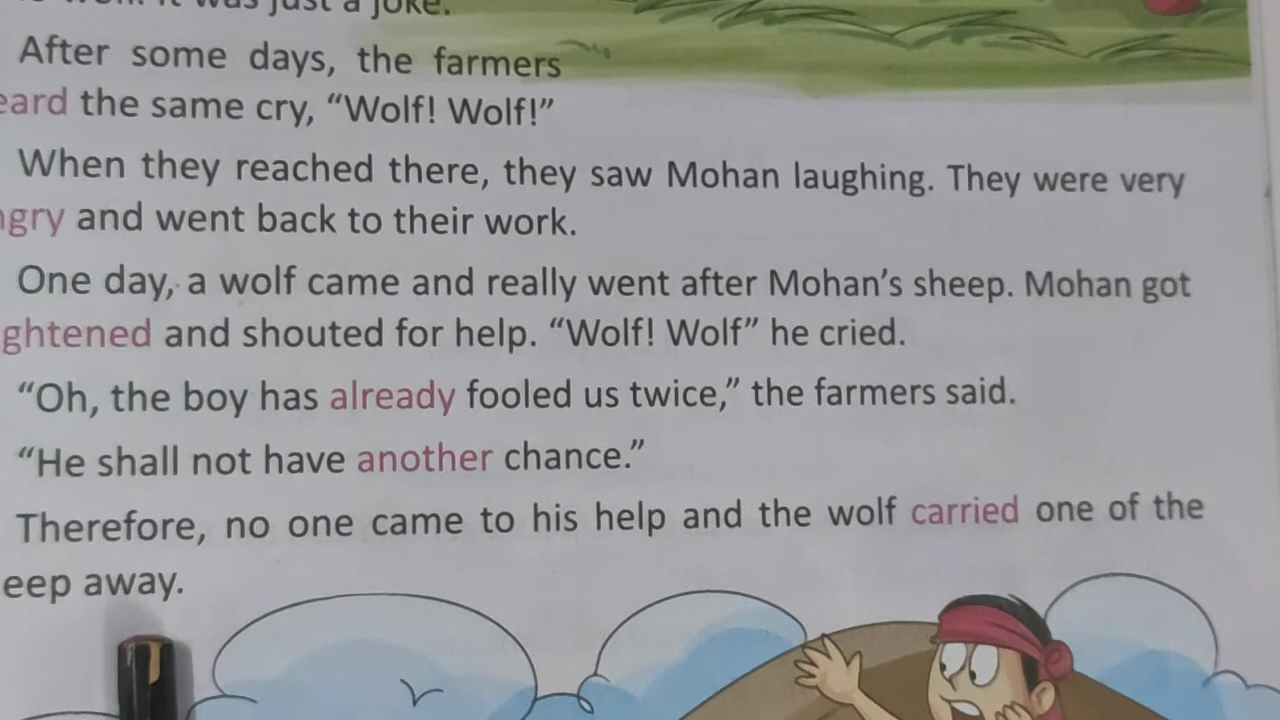 was just a joke.
After some days, the farmers
eard the same cry, “Wolf! Wolf!”
When they reached there, they saw Mohan laughing. They were very
ngry and went back to their work.
One day, a wolf came and really went after Mohan’s sheep. Mohan got
ghtened and shouted for help. “Wolf! Wolf” he cried.
“Oh, the boy has already fooled us twice,” the farmers said.
“He shall not have another chance.”
Therefore, no one came to his help and the wolf carried one of the
eep away.